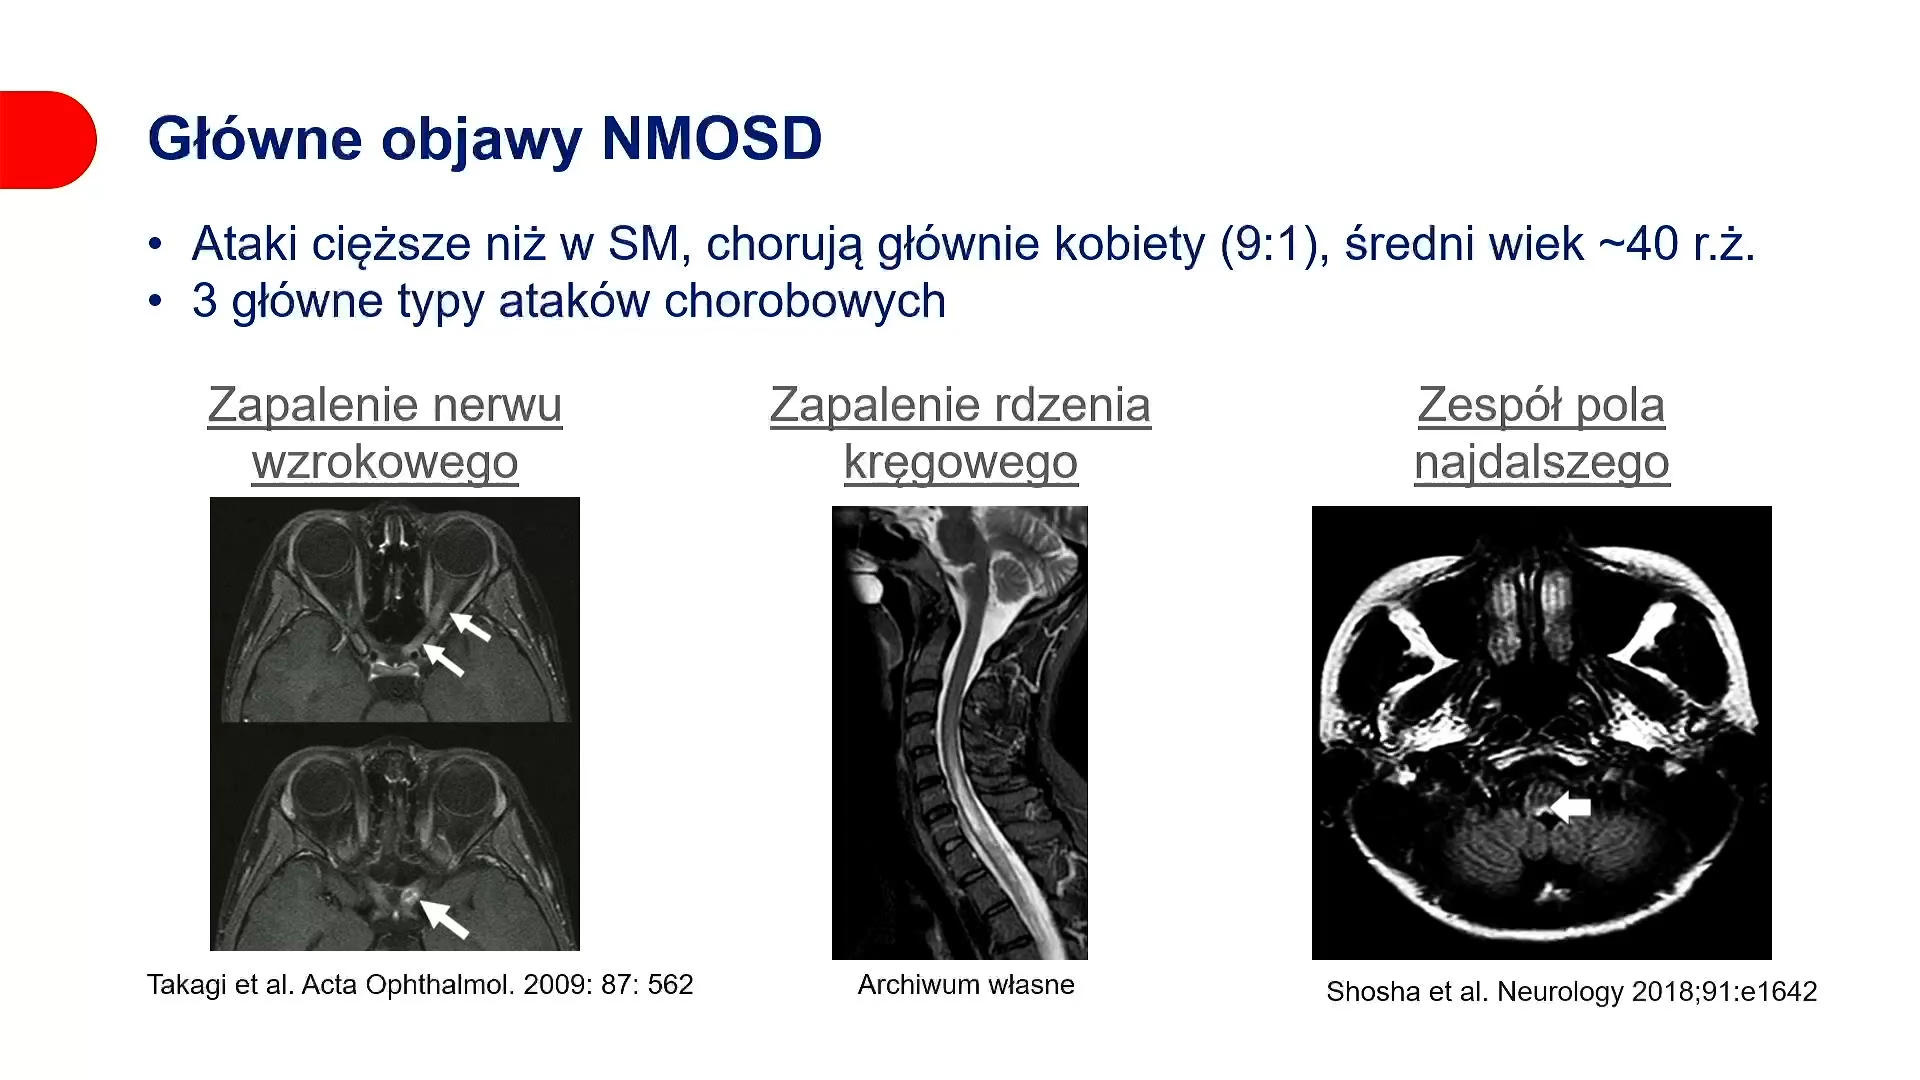 Główne objawy NMOSD
• Ataki cięższe niż w SM, chorują głównie kobiety (9:1), średni wiek ~40 r.ż.
• 3 główne typy ataków chorobowych
Zapalenie nerwu
wzrokowego
Zapalenie rdzenia
kręgowego
Zespół pola
najdalszego
Takagi et al. Acta Ophthalmol. 2009: 87: 562
Archiwum własne
Shosha et al. Neurology 2018;91:e1642